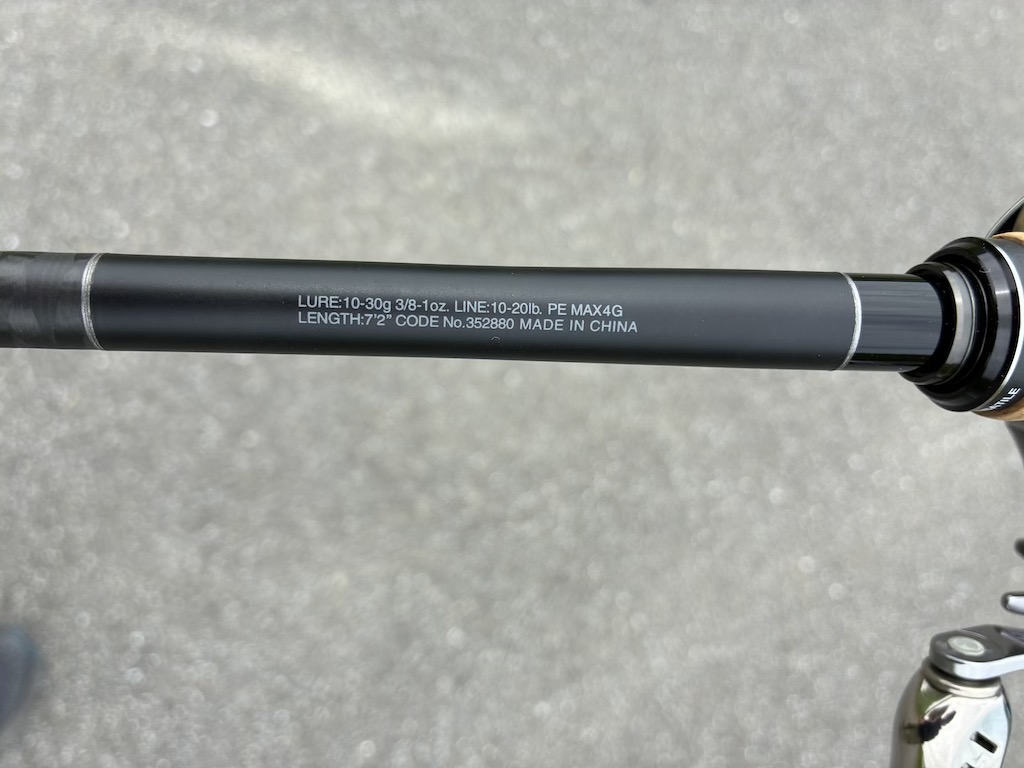 LURE:10-30g 3/8-1oz. LINE:10-20lb. PE MAX4G
LENGTH:7'2" CODE No.352880 MADE IN CHINA